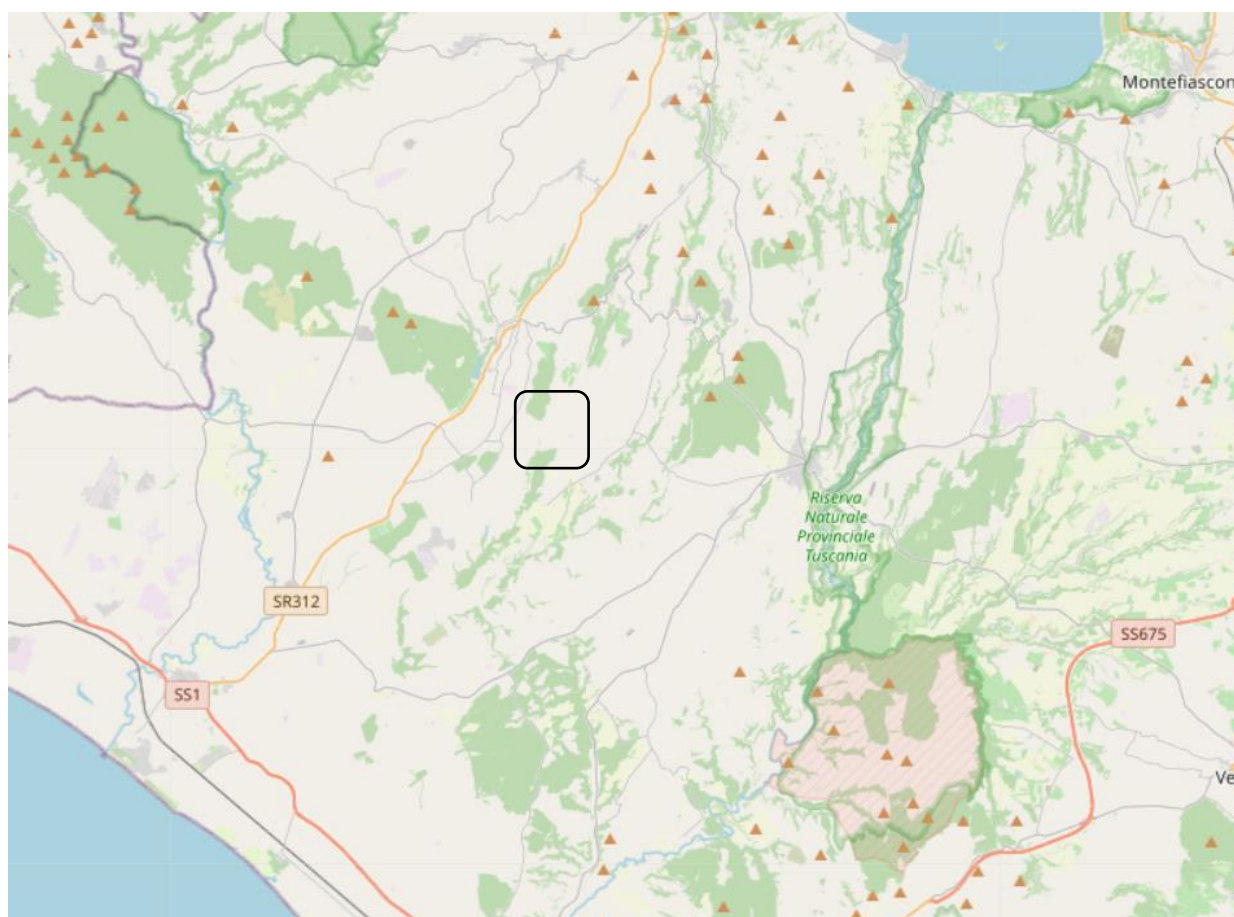 Montefiascon
Riserva
Naturale
Provinciale
Tuscania
SR312
SS675
SS1
Ve